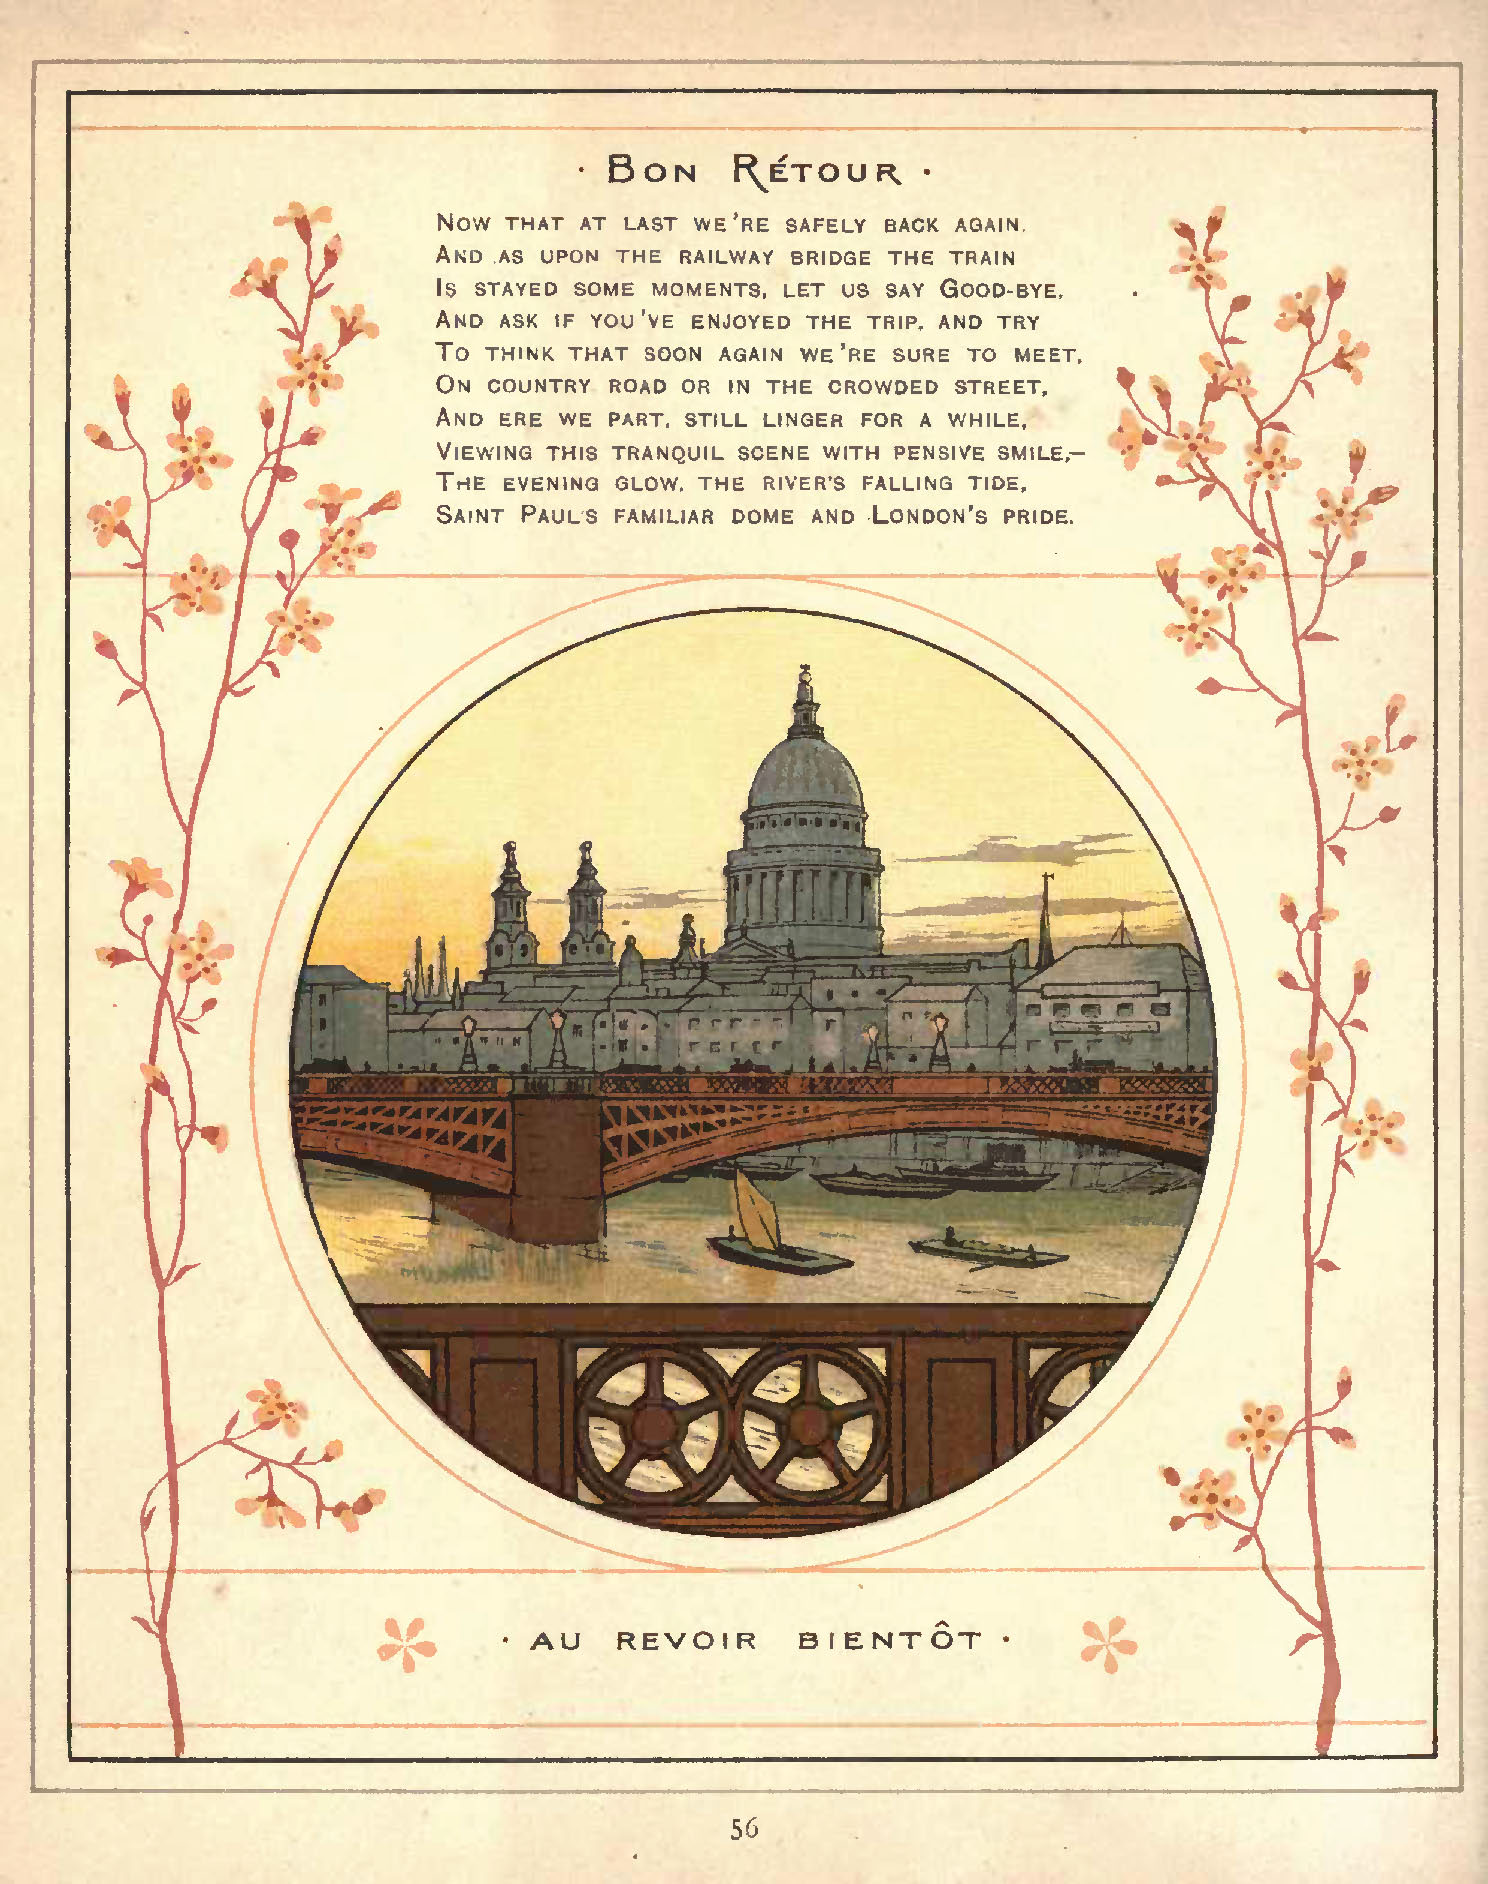 · Bon Rétour ·
Now that at last we're safely back again,
And as upon the railway bridge the train
Is stayed some moments, let us say Good-bye,
And ask if you've enjoyed the trip, and try
To think that soon again we're sure to meet,
On country road or in the crowded street,
And ere we part, still linger for a while,
Viewing this tranquil scene with pensive smile,—
The evening glow, the river's falling tide,
Saint Paul's familiar dome and London's pride.
· AU REVOIR BIENTÔT ·
56